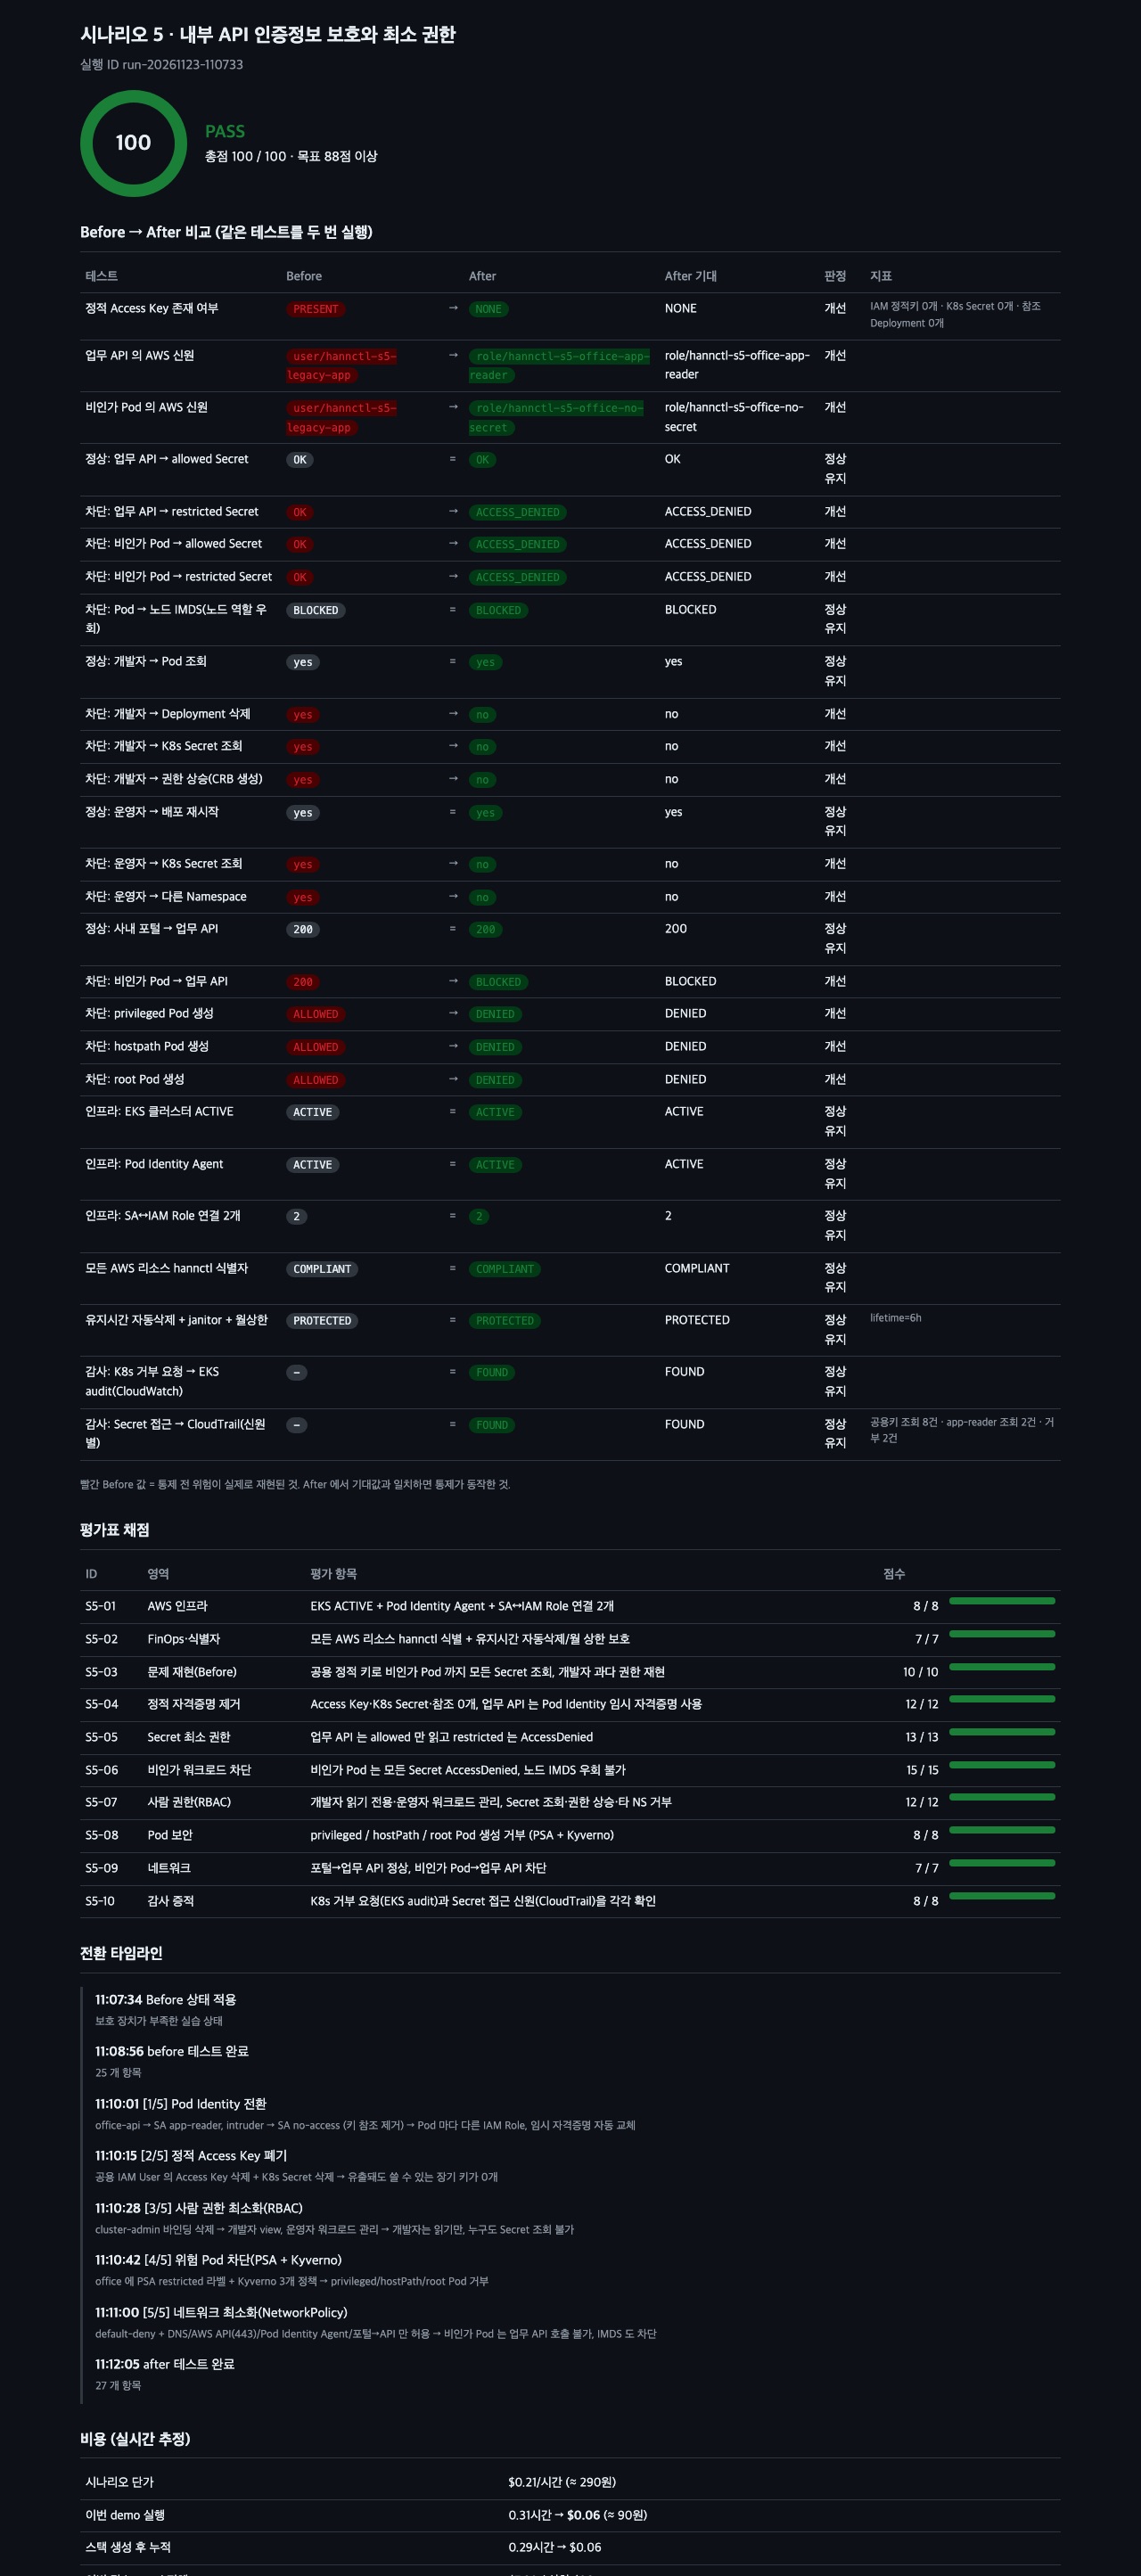 시나리오 5 · 내부 API 인증정보 보호와 최소 권한
실행 ID run-20261123-110733
100
PASS
총점 100 / 100 · 목표 88점 이상
Before → After 비교 (같은 테스트를 두 번 실행)
테스트 Before After After 기대 판정 지표
정적 Access Key 존재 여부 PRESENT → NONE NONE 개선 IAM 정적키 0개 · K8s Secret 0개 · 참조
Deployment 0개
업무 API 의 AWS 신원 user/hannctl-s5- → role/hannctl-s5-office-app- role/hannctl-s5-office-app- 개선
legacy-app reader reader
비인가 Pod 의 AWS 신원 user/hannctl-s5- → role/hannctl-s5-office-no- role/hannctl-s5-office-no- 개선
legacy-app secret secret
정상: 업무 API → allowed Secret OK = OK OK 정상
유지
차단: 업무 API → restricted Secret OK → ACCESS_DENIED ACCESS_DENIED 개선
차단: 비인가 Pod → allowed Secret OK → ACCESS_DENIED ACCESS_DENIED 개선
차단: 비인가 Pod → restricted Secret OK → ACCESS_DENIED ACCESS_DENIED 개선
차단: Pod → 노드 IMDS(노드 역할 우 BLOCKED = BLOCKED BLOCKED 정상
회) 유지
정상: 개발자 → Pod 조회 yes = yes yes 정상
유지
차단: 개발자 → Deployment 삭제 yes → no no 개선
차단: 개발자 → K8s Secret 조회 yes → no no 개선
차단: 개발자 → 권한 상승(CRB 생성) yes → no no 개선
정상: 운영자 → 배포 재시작 yes = yes yes 정상
유지
차단: 운영자 → K8s Secret 조회 yes → no no 개선
차단: 운영자 → 다른 Namespace yes → no no 개선
정상: 사내 포털 → 업무 API 200 = 200 200 정상
유지
차단: 비인가 Pod → 업무 API 200 → BLOCKED BLOCKED 개선
차단: privileged Pod 생성 ALLOWED → DENIED DENIED 개선
차단: hostpath Pod 생성 ALLOWED → DENIED DENIED 개선
차단: root Pod 생성 ALLOWED → DENIED DENIED 개선
인프라: EKS 클러스터 ACTIVE ACTIVE = ACTIVE ACTIVE 정상
유지
인프라: Pod Identity Agent ACTIVE = ACTIVE ACTIVE 정상
유지
인프라: SA↔IAM Role 연결 2개 2 = 2 2 정상
유지
모든 AWS 리소스 hannctl 식별자 COMPLIANT = COMPLIANT COMPLIANT 정상
유지
유지시간 자동삭제 + janitor + 월상한 PROTECTED = PROTECTED PROTECTED 정상 lifetime=6h
유지
감사: K8s 거부 요청 → EKS – = FOUND FOUND 정상
audit(CloudWatch) 유지
감사: Secret 접근 → CloudTrail(신원 – = FOUND FOUND 정상 공용키 조회 8건 · app-reader 조회 2건 · 거
별) 유지 부 2건
빨간 Before 값 = 통제 전 위험이 실제로 재현된 것. After 에서 기대값과 일치하면 통제가 동작한 것.
평가표 채점
ID 영역 평가 항목 점수
S5-01 AWS 인프라 EKS ACTIVE + Pod Identity Agent + SA↔IAM Role 연결 2개 8 / 8
S5-02 FinOps·식별자 모든 AWS 리소스 hannctl 식별 + 유지시간 자동삭제/월 상한 보호 7 / 7
S5-03 문제 재현(Before) 공용 정적 키로 비인가 Pod 까지 모든 Secret 조회, 개발자 과다 권한 재현 10 / 10
S5-04 정적 자격증명 제거 Access Key·K8s Secret·참조 0개, 업무 API 는 Pod Identity 임시 자격증명 사용 12 / 12
S5-05 Secret 최소 권한 업무 API 는 allowed 만 읽고 restricted 는 AccessDenied 13 / 13
S5-06 비인가 워크로드 차단 비인가 Pod 는 모든 Secret AccessDenied, 노드 IMDS 우회 불가 15 / 15
S5-07 사람 권한(RBAC) 개발자 읽기 전용·운영자 워크로드 관리, Secret 조회·권한 상승·타 NS 거부 12 / 12
S5-08 Pod 보안 privileged / hostPath / root Pod 생성 거부 (PSA + Kyverno) 8 / 8
S5-09 네트워크 포털→업무 API 정상, 비인가 Pod→업무 API 차단 7 / 7
S5-10 감사 증적 K8s 거부 요청(EKS audit)과 Secret 접근 신원(CloudTrail)을 각각 확인 8 / 8
전환 타임라인
11:07:34 Before 상태 적용
보호 장치가 부족한 실습 상태
11:08:56 before 테스트 완료
25 개 항목
11:10:01 [1/5] Pod Identity 전환
office-api → SA app-reader, intruder → SA no-access (키 참조 제거) → Pod 마다 다른 IAM Role, 임시 자격증명 자동 교체
11:10:15 [2/5] 정적 Access Key 폐기
공용 IAM User 의 Access Key 삭제 + K8s Secret 삭제 → 유출돼도 쓸 수 있는 장기 키가 0개
11:10:28 [3/5] 사람 권한 최소화(RBAC)
cluster-admin 바인딩 삭제 → 개발자 view, 운영자 워크로드 관리 → 개발자는 읽기만, 누구도 Secret 조회 불가
11:10:42 [4/5] 위험 Pod 차단(PSA + Kyverno)
office 에 PSA restricted 라벨 + Kyverno 3개 정책 → privileged/hostPath/root Pod 거부
11:11:00 [5/5] 네트워크 최소화(NetworkPolicy)
default-deny + DNS/AWS API(443)/Pod Identity Agent/포털→API 만 허용 → 비인가 Pod 는 업무 API 호출 불가, IMDS 도 차단
11:12:05 after 테스트 완료
27 개 항목
비용 (실시간 추정)
시나리오 단가 $0.21/시간 (≈ 290원)
이번 demo 실행 0.31시간 → $0.06 (≈ 90원)
스택 생성 후 누적 0.29시간 → $0.06